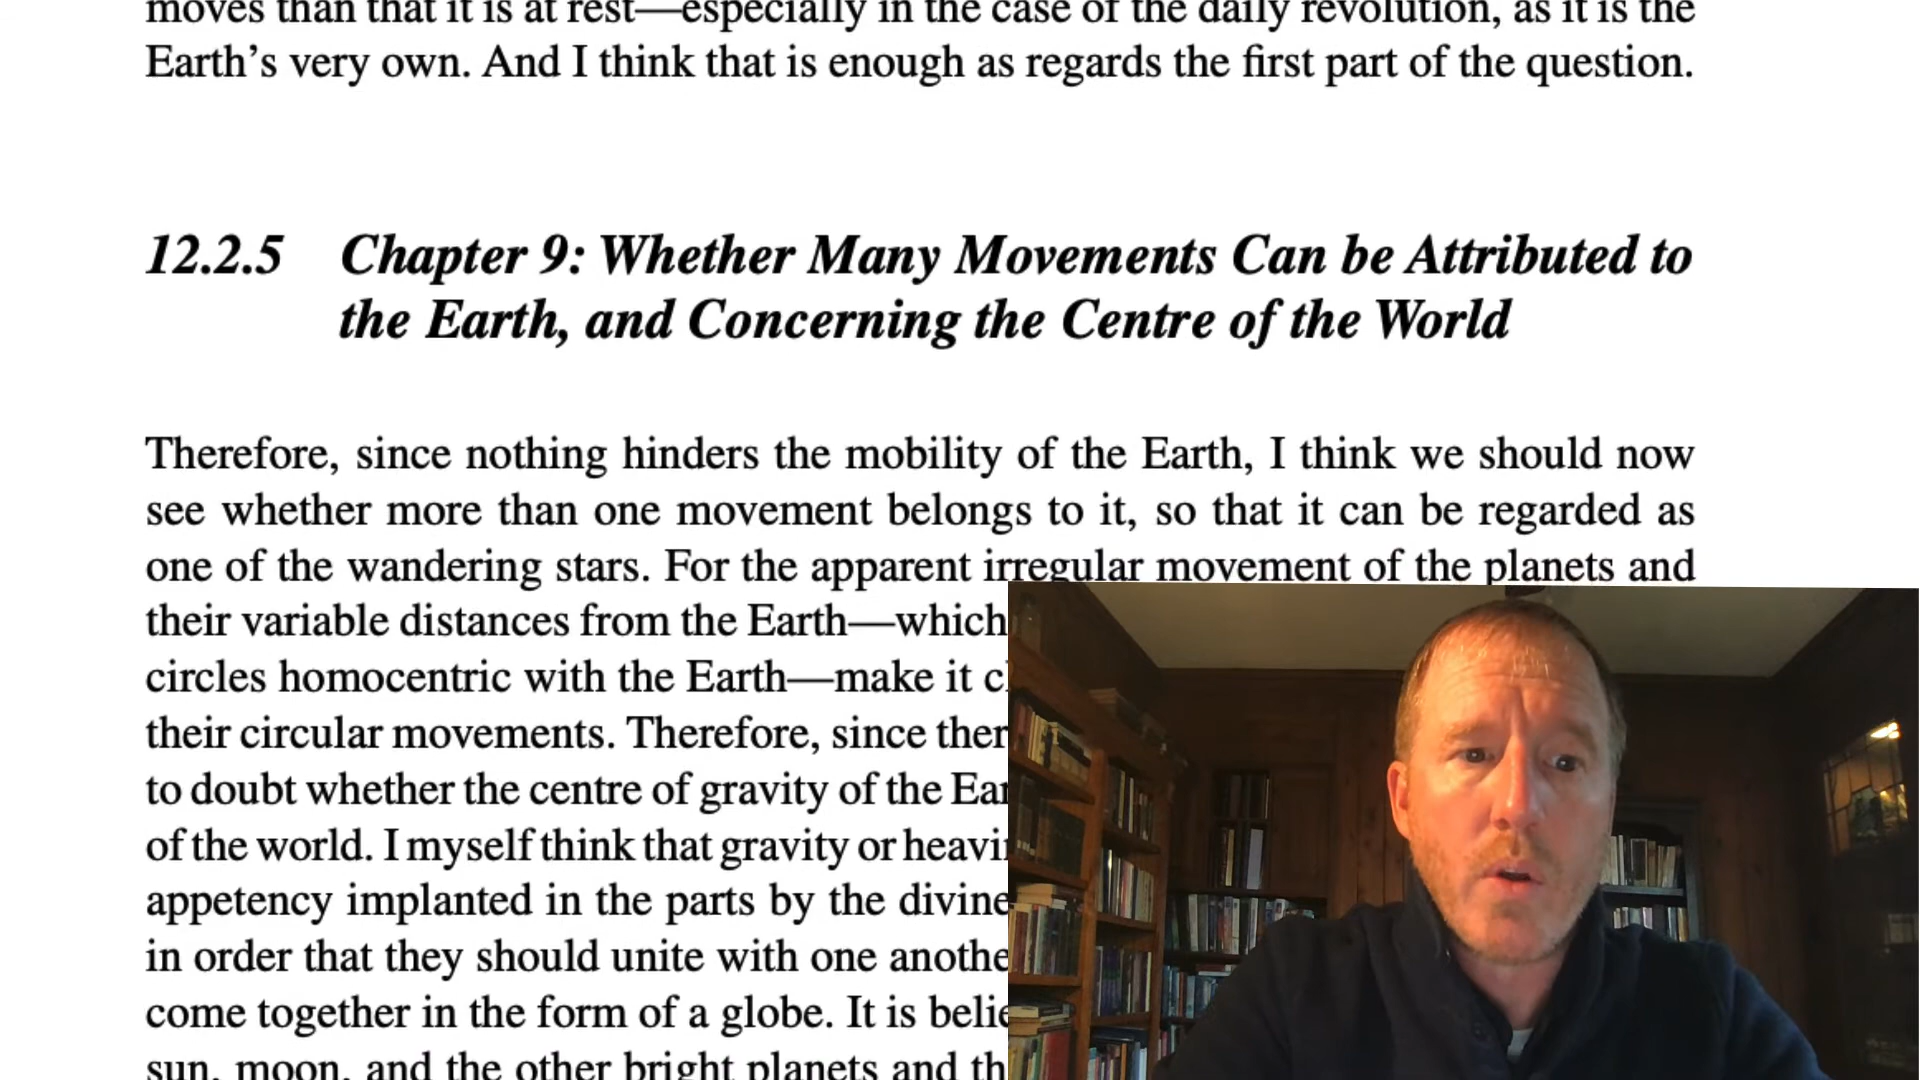 moves than that it is at rest—especially in the case of the daily revolution, as it is the
Earth’s very own. And I think that is enough as regards the first part of the question.
12.2.5 Chapter 9: Whether Many Movements Can be Attributed to
the Earth, and Concerning the Centre of the World
Therefore, since nothing hinders the mobility of the Earth, I think we should now
see whether more than one movement belongs to it, so that it can be regarded as
one of the wandering stars. For the apparent irregular movement of the planets and
their variable distances from the Earth—which
circles homocentric with the Earth—make it
their circular movements. Therefore, since
to doubt whether the centre of gravity of the
of the world. I myself think that gravity or
appetency implanted in the parts by the divine
in order that they should unite with one
come together in the form of a globe. It is
sun, moon, and the other bright planets and